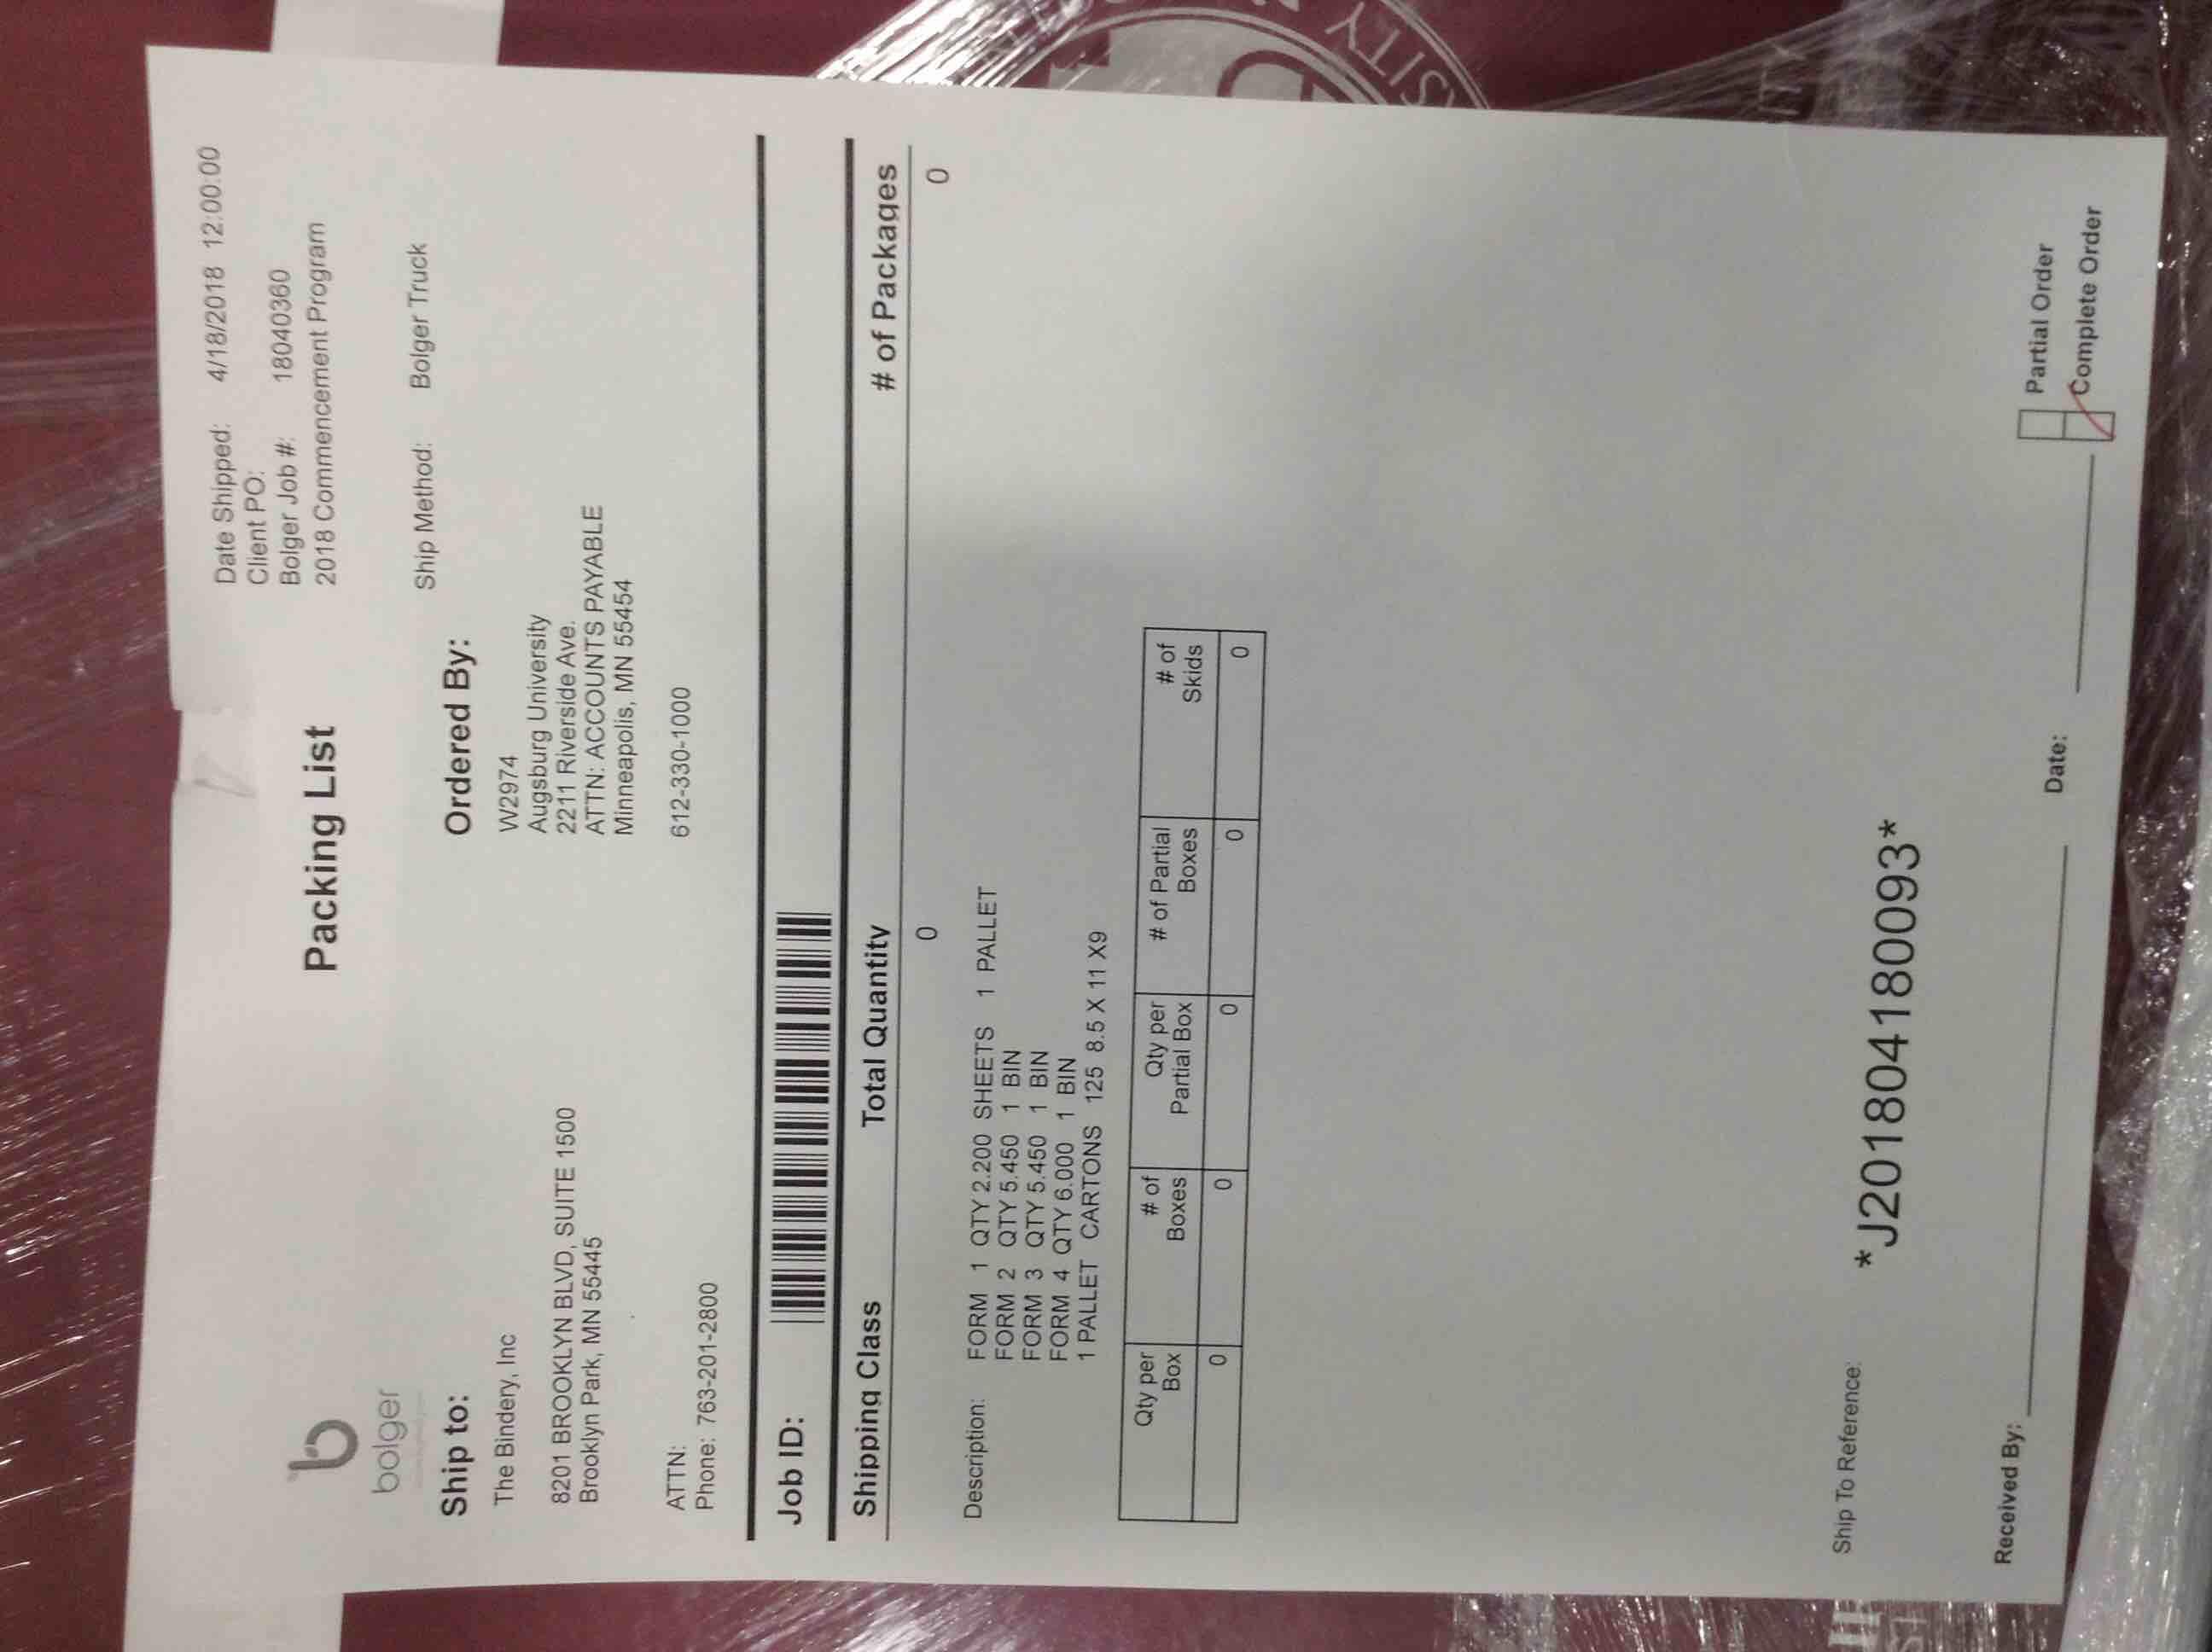 bolger
Packing List
Date Shipped: 4/18/2018 12:00:00
Client PO:
Bolger Job #: 18040360
2018 Commencement Program
Ship Method: Bolger Truck
Ship to:
The Bindery, Inc
8201 BROOKLYN BLVD, SUITE 1500
Brooklyn Park, MN 55445
ATTN:
Phone: 763-201-2800
Ordered By:
W2974
Augsburg University
2211 Riverside Ave.
ATTN: ACCOUNTS PAYABLE
Minneapolis, MN 55454
612-330-1000
Job ID:
Shipping Class Total Quantity # of Packages
0 0
Description: FORM 1 QTY 2.200 SHEETS 1 PALLET
FORM 2 QTY 5.450 1 BIN
FORM 3 QTY 5.450 1 BIN
FORM 4 QTY 6.000 1 BIN
1 PALLET CARTONS 125 8.5 X 11 X9
Qty per Box # of Boxes Qty per Partial Box # of Partial Boxes # of Skids
0 0 0 0 0
Ship To Reference:
*J201804180093*
Received By: Date:
Partial Order
Complete Order
SITY